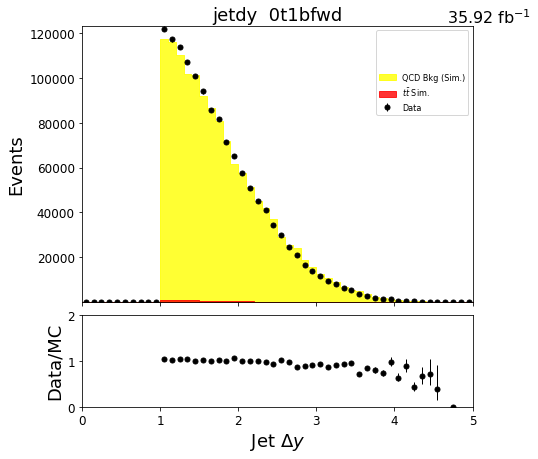 jetdy 0t1bfwd
35.92 fb⁻¹
120000
100000
80000
60000
40000
20000
Events
QCD Bkg (Sim.)
tt̄ Sim.
Data
2
1
0
Data/MC
0 1 2 3 4 5
Jet Δy